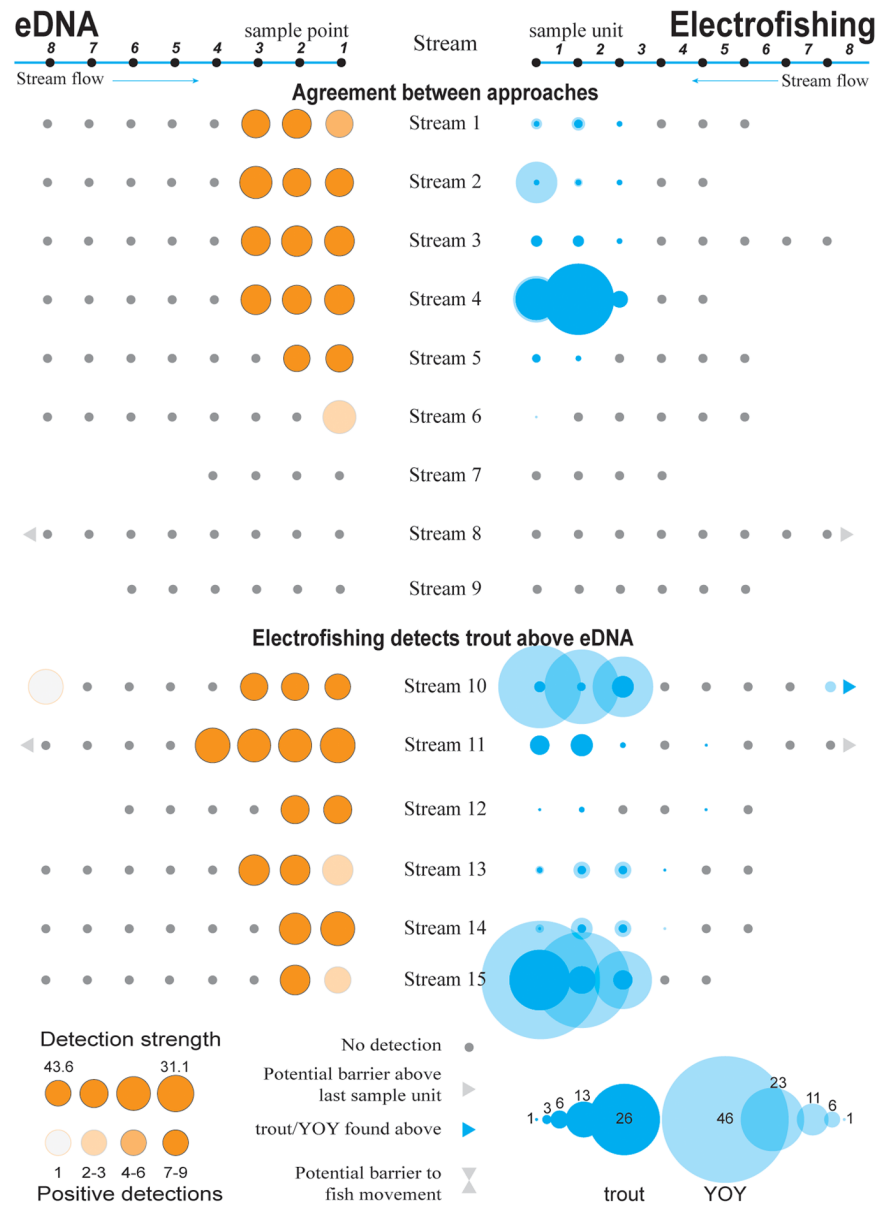 eDNA sample point Stream sample unit Electrofishing
8 7 6 5 4 3 2 1 1 2 3 4 5 6 7 8
Stream flow Stream flow
Agreement between approaches
Stream 1
Stream 2
Stream 3
Stream 4
Stream 5
Stream 6
Stream 7
Stream 8
Stream 9
Electrofishing detects trout above eDNA
Stream 10
Stream 11
Stream 12
Stream 13
Stream 14
Stream 15
Detection strength
43.6 31.1
1 2-3 4-6 7-9
Positive detections
No detection
Potential barrier above
last sample unit
trout/YOY found above
Potential barrier to
fish movement
1 3 6 13 26 46 23 11 6 1
trout YOY